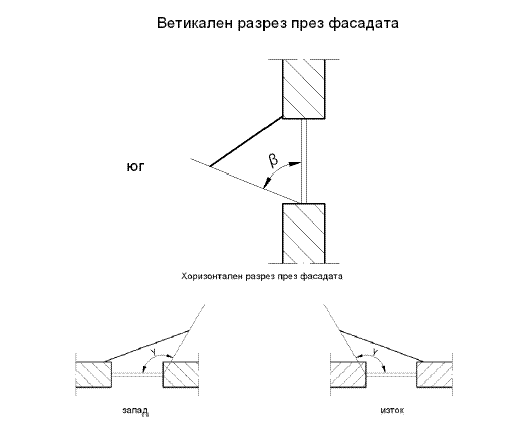 Ветикален разрез през фасадата
β
юг
Хоризонтален разрез през фасадата
γ
γ
запад
изток